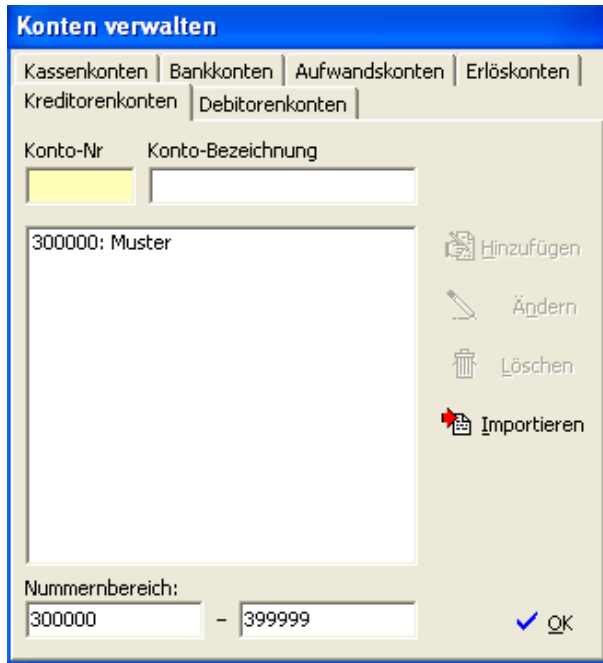 Konten verwalten
Kassenkonten Bankkonten Aufwandskonten Erlöskonten
Kreditorenkonten Debitorenkonten
Konto-Nr Konto-Bezeichnung
300000: Muster
Hinzufügen
Ändern
Löschen
Importieren
Nummernbereich:
300000 - 399999
OK